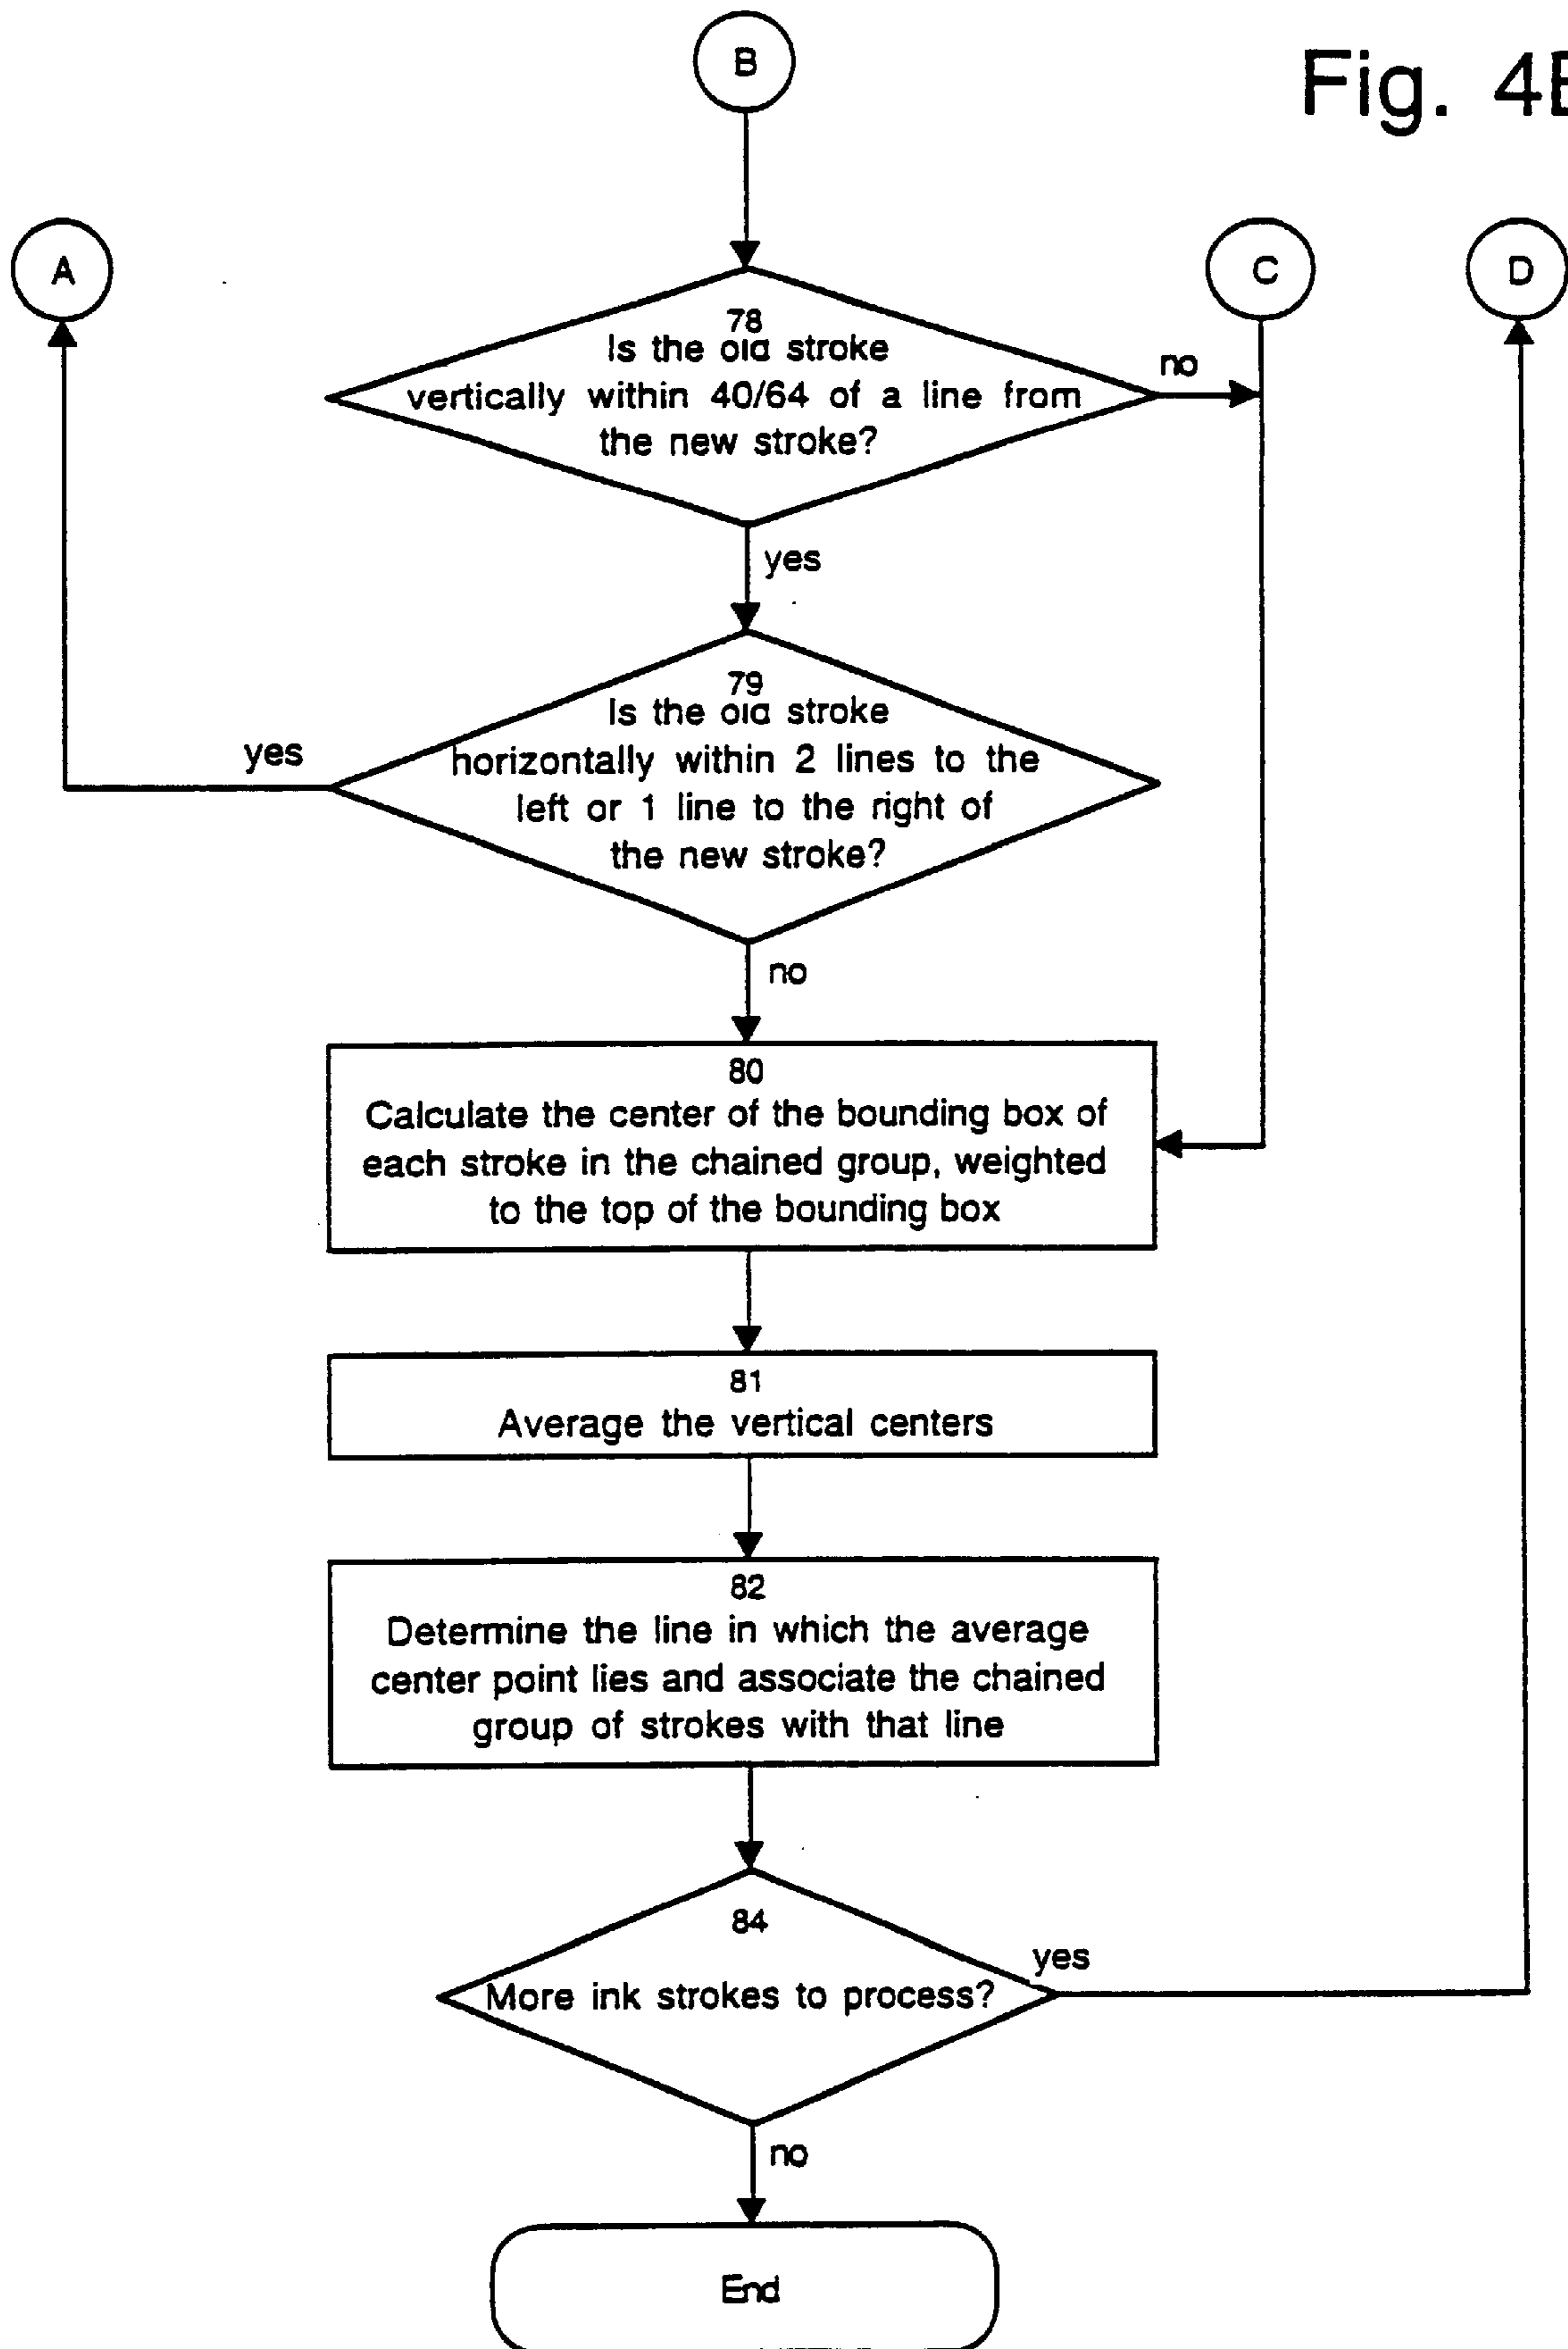 B
Fig. 4B
A
C
D
78
Is the old stroke
vertically within 40/64 of a line from
the new stroke?
no
yes
79
Is the old stroke
horizontally within 2 lines to the
left or 1 line to the right of
the new stroke?
yes
no
80
Calculate the center of the bounding box of
each stroke in the chained group, weighted
to the top of the bounding box
81
Average the vertical centers
82
Determine the line in which the average
center point lies and associate the chained
group of strokes with that line
84
More ink strokes to process?
yes
no
End